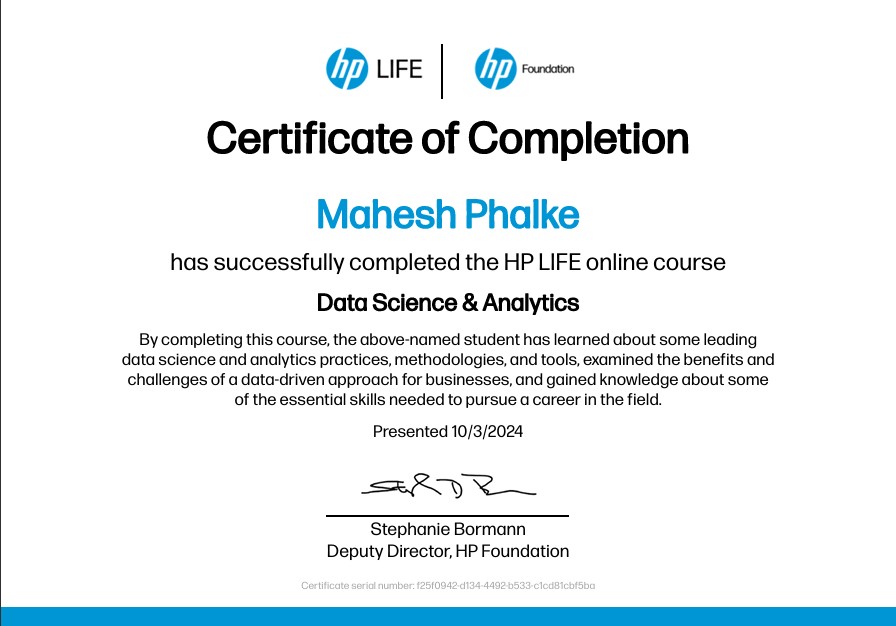 hp LIFE
hp Foundation
Certificate of Completion
Mahesh Phalke
has successfully completed the HP LIFE online course
Data Science & Analytics
By completing this course, the above-named student has learned about some leading
data science and analytics practices, methodologies, and tools, examined the benefits and
challenges of a data-driven approach for businesses, and gained knowledge about some
of the essential skills needed to pursue a career in the field.
Presented 10/3/2024
Stephanie Bormann
Deputy Director, HP Foundation
Certificate serial number: f25f0942-d134-4492-b533-c1cd81cbf5ba